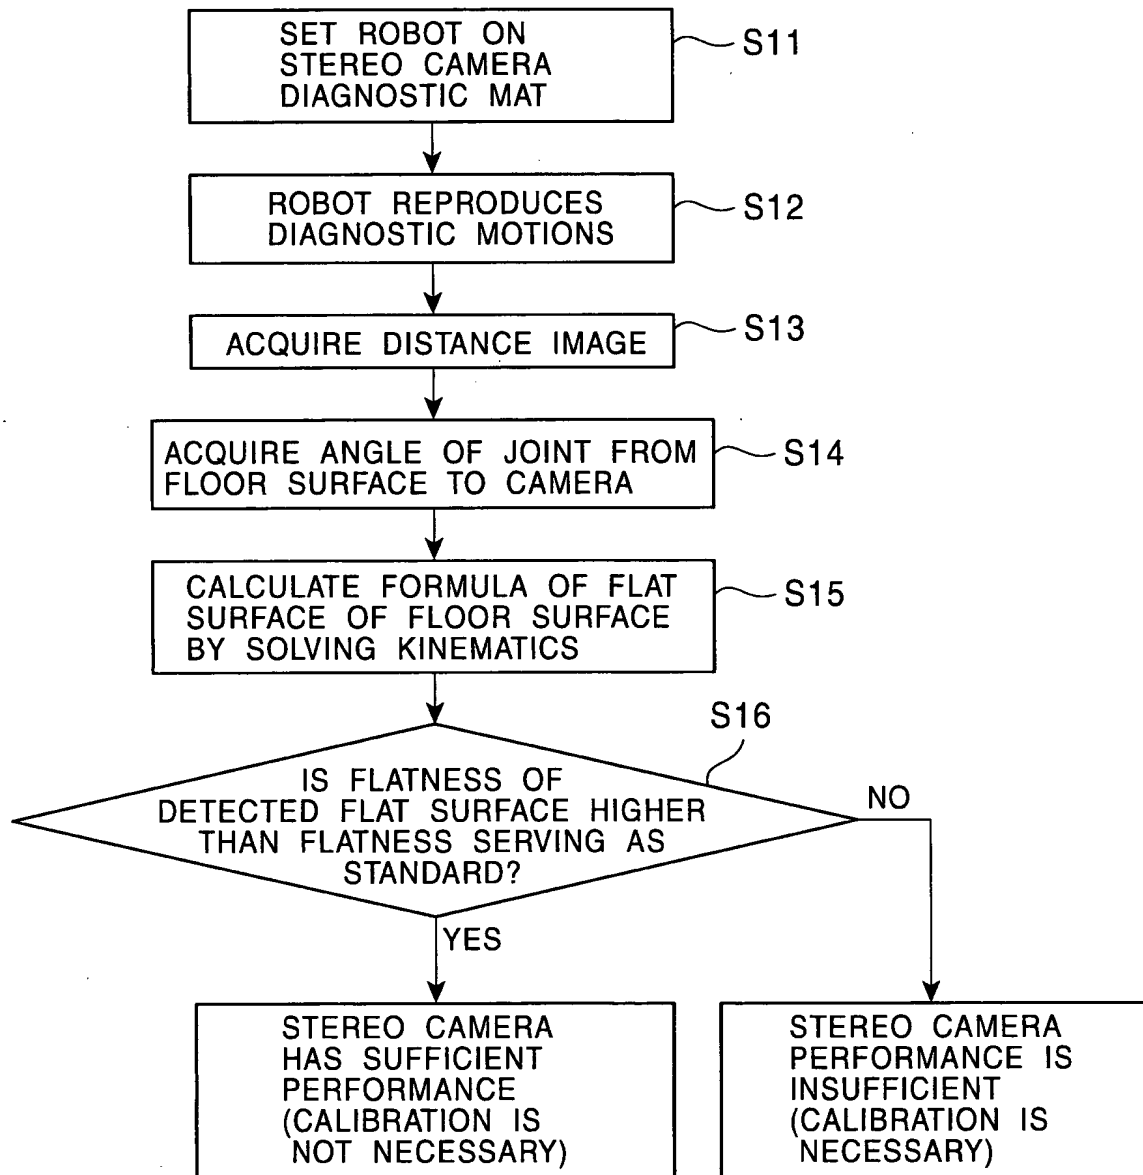 SET ROBOT ON
STEREO CAMERA
DIAGNOSTIC MAT
S11
ROBOT REPRODUCES
DIAGNOSTIC MOTIONS
S12
ACQUIRE DISTANCE IMAGE
S13
ACQUIRE ANGLE OF JOINT FROM
FLOOR SURFACE TO CAMERA
S14
CALCULATE FORMULA OF FLAT
SURFACE OF FLOOR SURFACE
BY SOLVING KINEMATICS
S15
S16
IS FLATNESS OF
DETECTED FLAT SURFACE HIGHER
THAN FLATNESS SERVING AS
STANDARD?
NO
YES
STEREO CAMERA
HAS SUFFICIENT
PERFORMANCE
(CALIBRATION IS
NOT NECESSARY)
STEREO CAMERA
PERFORMANCE IS
INSUFFICIENT
(CALIBRATION IS
NECESSARY)